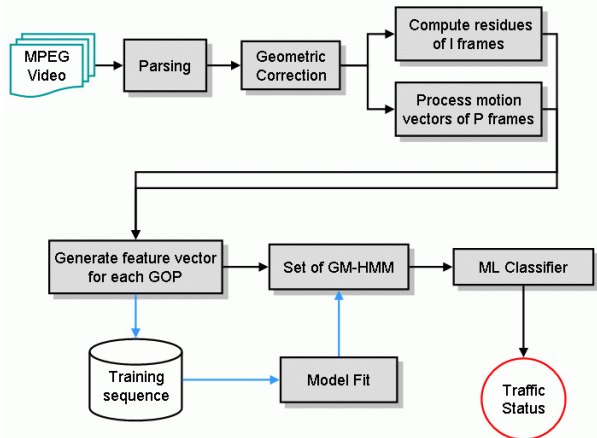 MPEG
Video
Parsing
Geometric
Correction
Compute residues
of I frames
Process motion
vectors of P frames
Generate feature vector
for each GOP
Set of GM-HMM
ML Classifier
Training
sequence
Model Fit
Traffic
Status